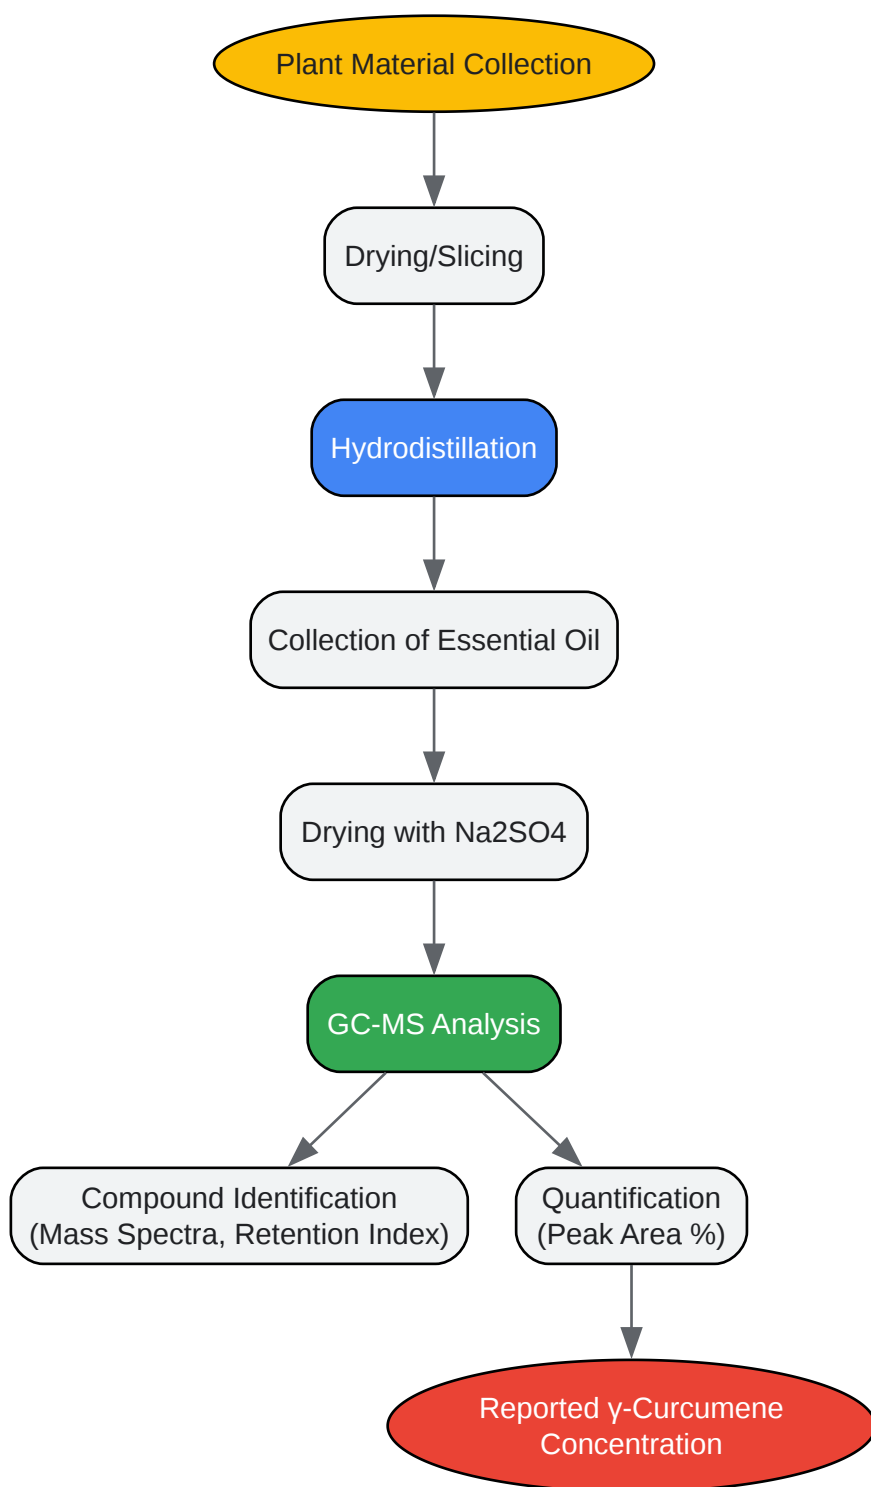 Plant Material Collection
Drying/Slicing
Hydrodistillation
Collection of Essential Oil
Drying with Na2SO4
GC-MS Analysis
Compound Identification
(Mass Spectra, Retention Index)
Quantification
(Peak Area %)
Reported γ-Curcumene
Concentration